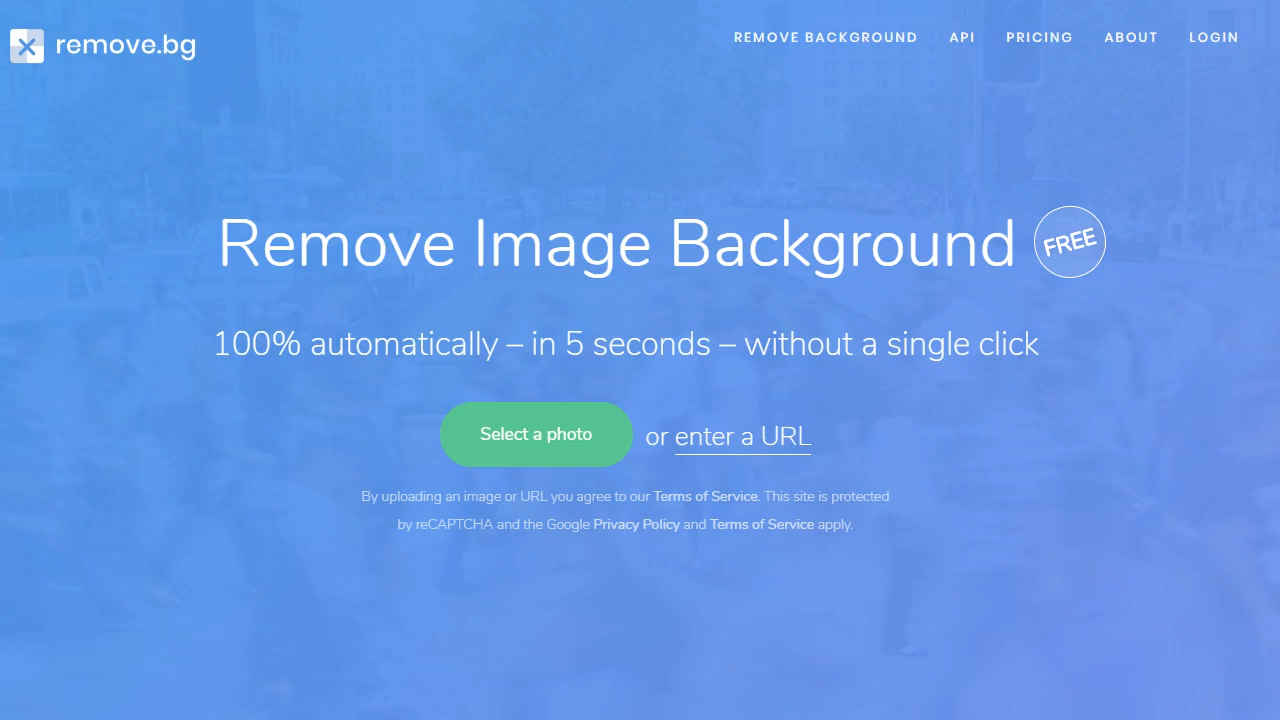 remove.bg
REMOVE BACKGROUND API PRICING ABOUT LOGIN
Remove Image Background FREE
100% automatically – in 5 seconds – without a single click
Select a photo or enter a URL
By uploading an image or URL you agree to our Terms of Service. This site is protected
by reCAPTCHA and the Google Privacy Policy and Terms of Service apply.